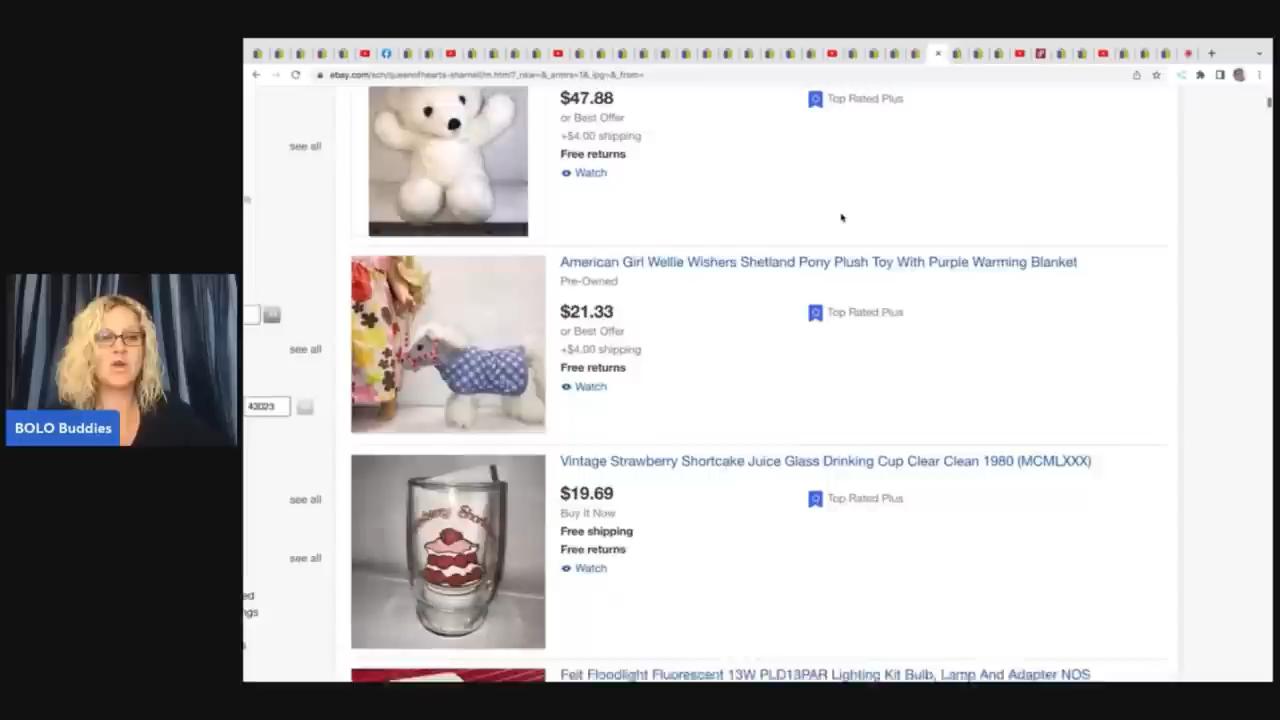 ebay.com/sch/queenofhearts-sharnell/m.html?_nkw=&_armrs=1&_ipg=&_from=
$47.88
Top Rated Plus
or Best Offer
+$4.00 shipping
see all
Free returns
Watch
American Girl Wellie Wishers Shetland Pony Plush Toy With Purple Warming Blanket
Pre-Owned
$21.33
Top Rated Plus
or Best Offer
+$4.00 shipping
see all
Free returns
Watch
43023
BOLO Buddies
Vintage Strawberry Shortcake Juice Glass Drinking Cup Clear Clean 1980 (MCMLXXX)
$19.69
Top Rated Plus
see all
Buy It Now
Free shipping
Free returns
see all
Watch
ed
ngs
Feit Floodlight Fluorescent 13W PLD13PAR Lighting Kit Bulb, Lamp And Adapter NOS